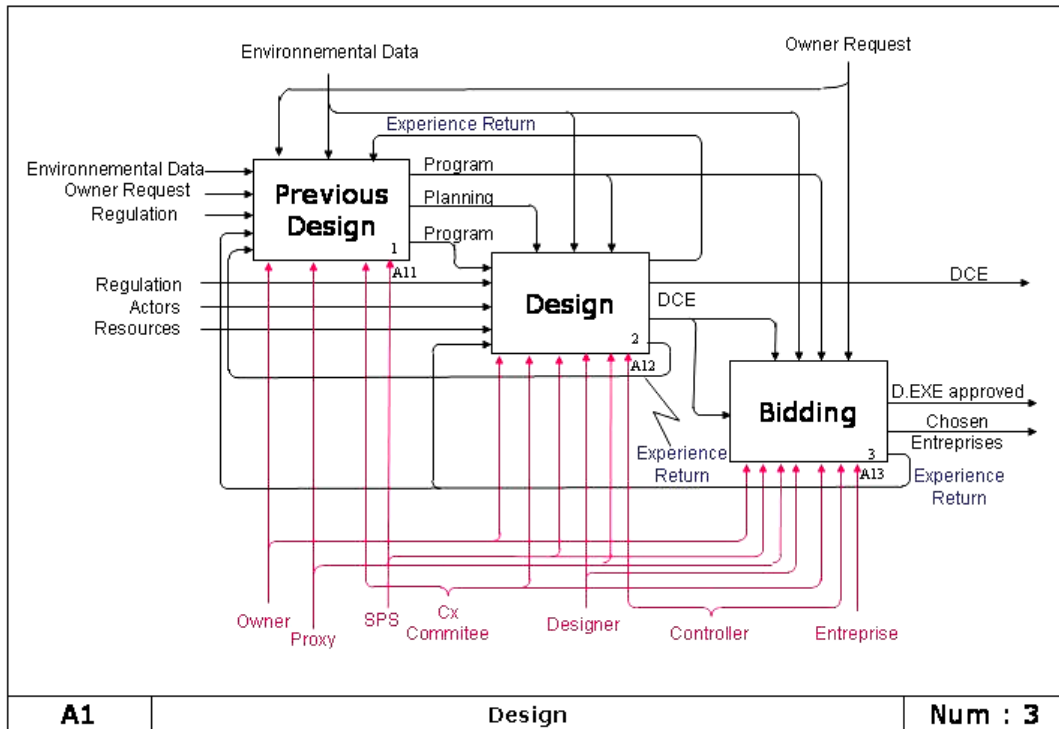 Owner Request
Environnemental Data
Experience Return
Environnemental Data
Owner Request
Regulation
Previous
Design
1
A11
Program
Planning
Program
Regulation
Actors
Resources
Design
2
A12
DCE
DCE
Bidding
3
A13
D.EXE approved
Chosen
Entreprises
Experience
Return
Experience
Return
Owner
Proxy
SPS
Cx
Commitee
Designer
Controller
Entreprise
A1
Design
Num : 3